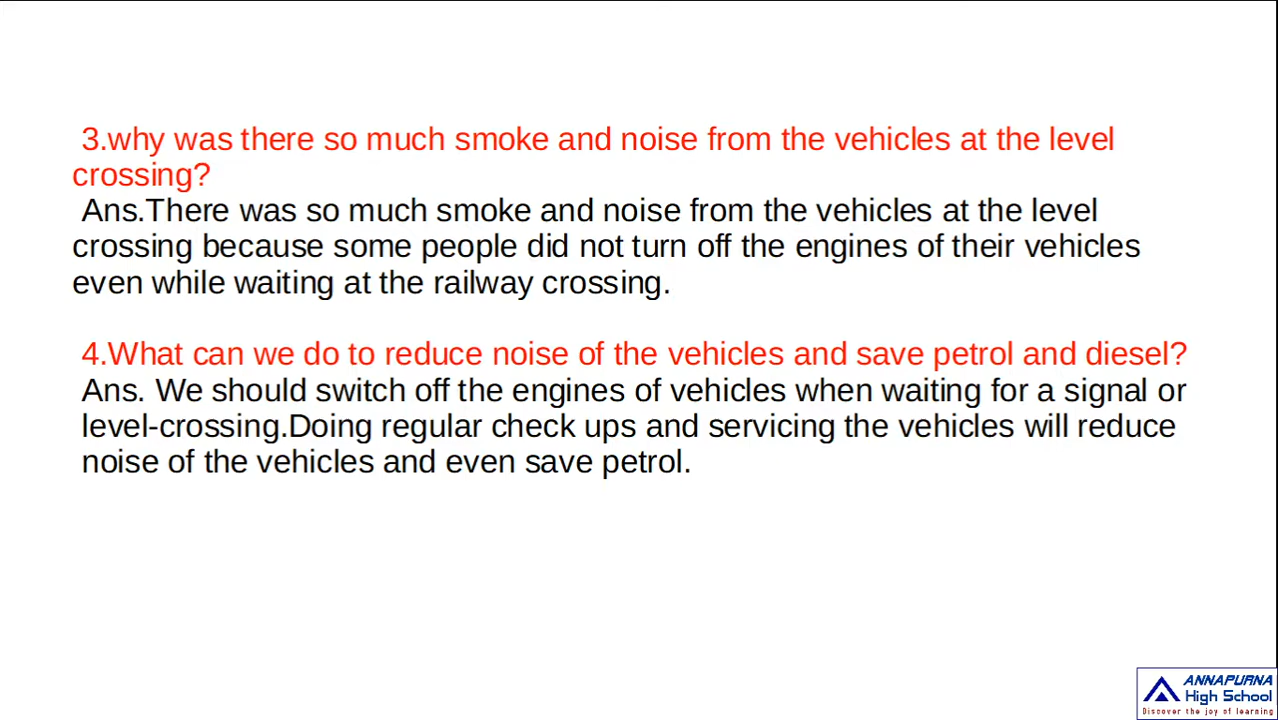 3.why was there so much smoke and noise from the vehicles at the level
crossing?
Ans.There was so much smoke and noise from the vehicles at the level
crossing because some people did not turn off the engines of their vehicles
even while waiting at the railway crossing.
4.What can we do to reduce noise of the vehicles and save petrol and diesel?
Ans. We should switch off the engines of vehicles when waiting for a signal or
level-crossing.Doing regular check ups and servicing the vehicles will reduce
noise of the vehicles and even save petrol.
ANNAPURNA
High School
Discover the joy of learning